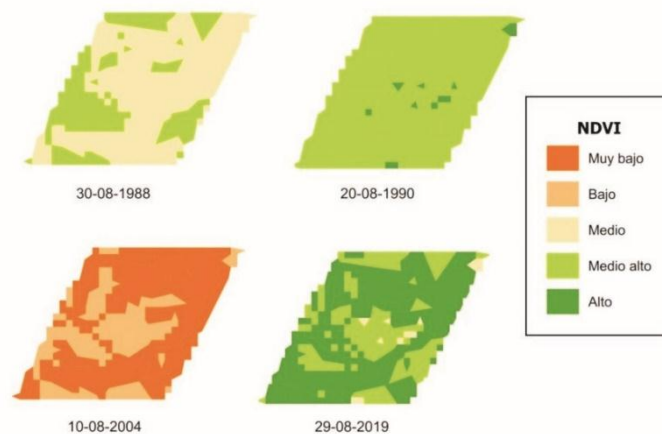 30-08-1988
20-08-1990
NDVI
Muy bajo
Bajo
Medio
Medio alto
Alto
10-08-2004
29-08-2019